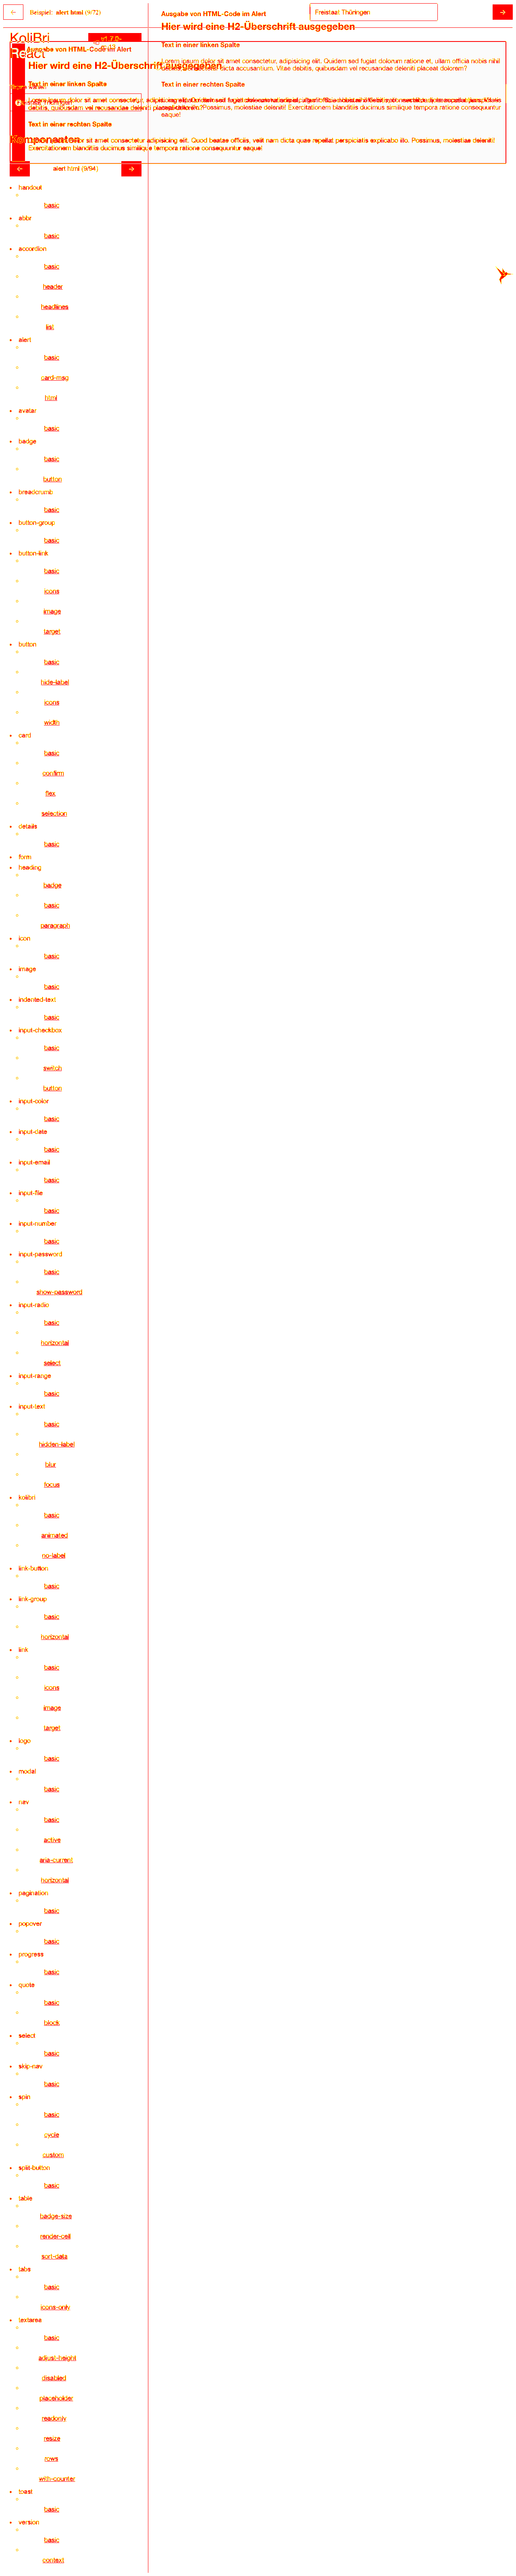 Beispiel: alert html (9/72)
Freistaat Thüringen
KoliBri
React
Ausgabe von HTML-Code im Alert
Hier wird eine H2-Überschrift ausgegeben
Text in einer linken Spalte
Text in einer rechten Spalte
Ausgabe von HTML-Code im Alert
Hier wird eine H2-Überschrift ausgegeben
Text in einer linken Spalte
Text in einer rechten Spalte
Komponenten
alert html (9/94)
handout
basic
abbr
basic
accordion
basic
header
headlines
list
alert
basic
card-msg
html
avatar
basic
badge
basic
button
breadcrumb
basic
button-group
basic
button-link
basic
icons
image
target
button
basic
hide-label
icons
width
card
basic
confirm
flex
selection
details
basic
form
heading
badge
basic
paragraph
icon
basic
image
basic
indented-text
basic
input-checkbox
basic
switch
button
input-color
basic
input-date
basic
input-email
basic
input-file
basic
input-number
basic
input-password
basic
show-password
input-radio
basic
horizontal
select
input-range
basic
input-text
basic
hidden-label
blur
focus
kolibri
basic
animated
no-label
link-button
basic
link-group
basic
horizontal
link
basic
icons
image
target
logo
basic
modal
basic
nav
basic
active
aria-current
horizontal
pagination
basic
popover
basic
progress
basic
quote
basic
block
select
basic
skip-nav
basic
spin
basic
cycle
custom
split-button
basic
table
badge-size
render-cell
sort-data
tabs
basic
icons-only
textarea
basic
adjust-height
disabled
placeholder
readonly
resize
rows
with-counter
toast
basic
version
basic
context